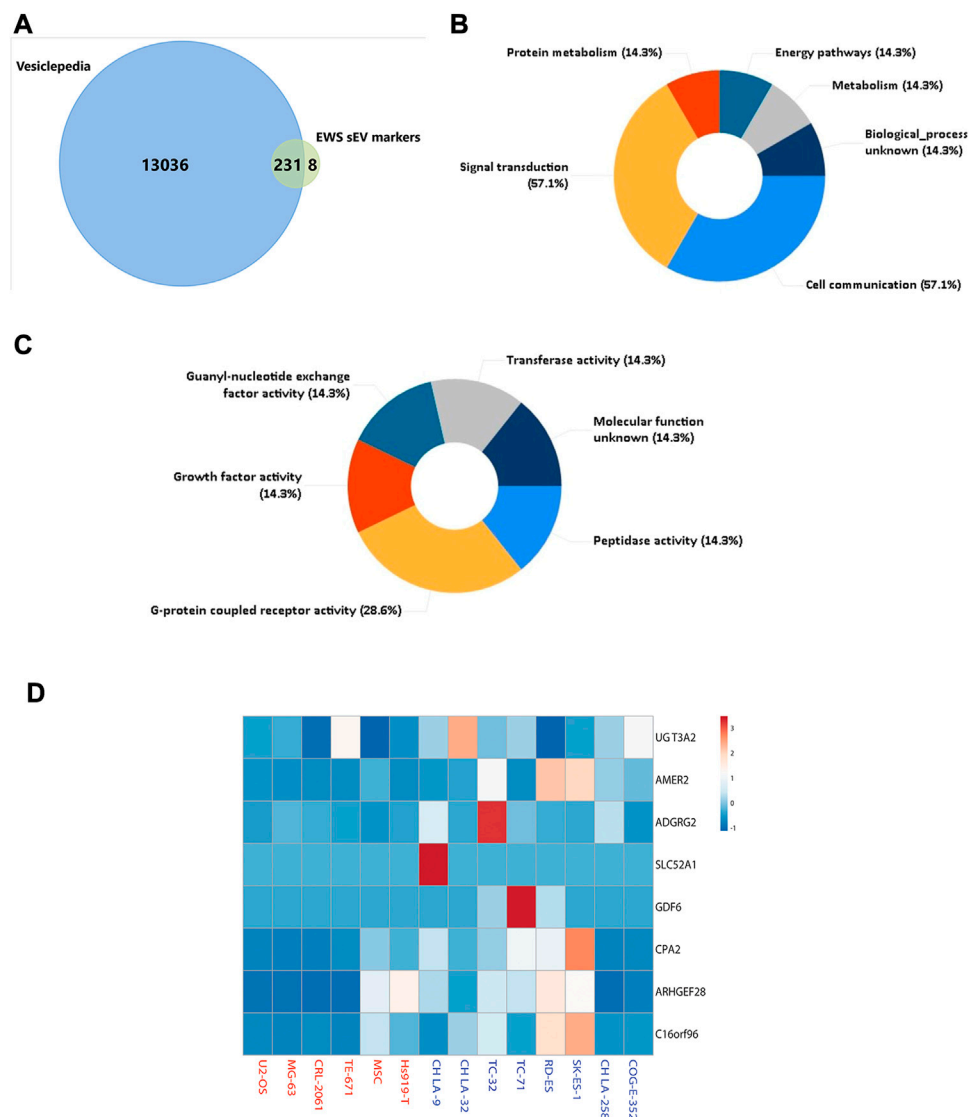 A
Vesiclepedia
EWS sEV markers
13036
231
8
B
Protein metabolism (14.3%)
Energy pathways (14.3%)
Metabolism (14.3%)
Biological_process
unknown (14.3%)
Signal transduction
(57.1%)
Cell communication (57.1%)
C
Transferase activity (14.3%)
Guanyl-nucleotide exchange
factor activity (14.3%)
Molecular function
unknown (14.3%)
Growth factor activity
(14.3%)
Peptidase activity (14.3%)
G-protein coupled receptor activity (28.6%)
D
3
2
1
0
-1
UGT3A2
AMER2
ADGRG2
SLC52A1
GDF6
CPA2
ARHGEF28
C16orf96
U2-OS
MG-63
CRL-2061
TE-671
MSC
Hs919-T
CHLA-9
CHLA-32
TC-32
TC-71
RD-ES
SK-ES-1
CHLA-258
COG-E-352